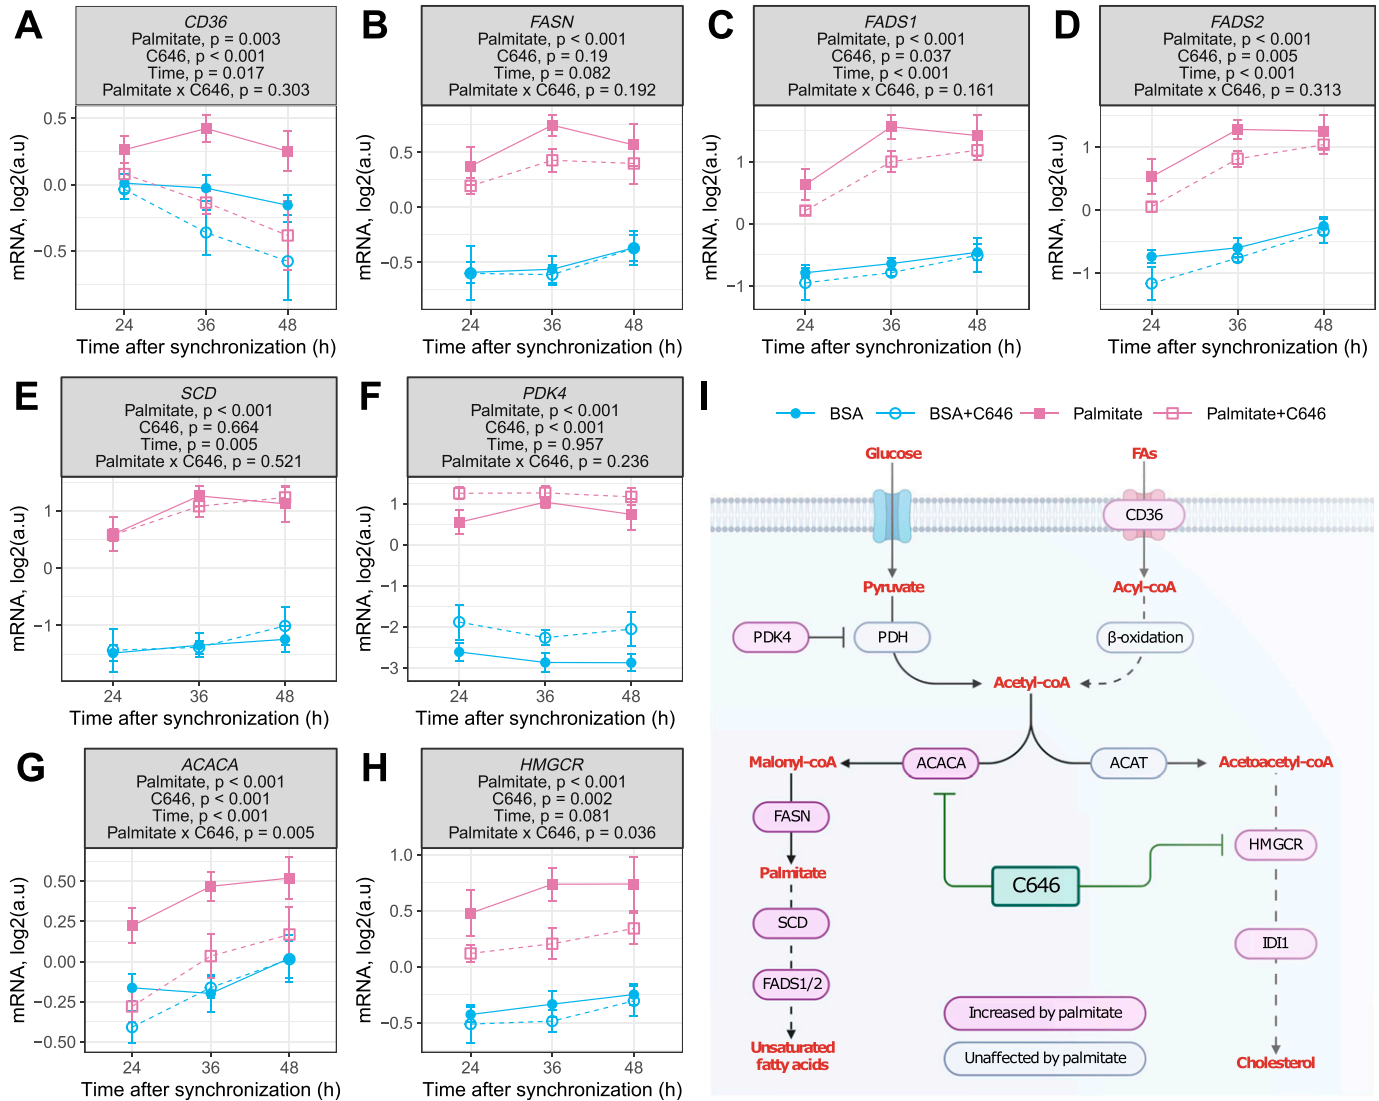 A
CD36
Palmitate, p = 0.003
C646, p < 0.001
Time, p = 0.017
Palmitate x C646, p = 0.303
mRNA, log2(a.u)
0.5
0.0
−0.5
24
36
48
Time after synchronization (h)
B
FASN
Palmitate, p < 0.001
C646, p = 0.19
Time, p = 0.082
Palmitate x C646, p = 0.192
mRNA, log2(a.u)
0.5
0.0
−0.5
24
36
48
Time after synchronization (h)
C
FADS1
Palmitate, p < 0.001
C646, p = 0.037
Time, p < 0.001
Palmitate x C646, p = 0.161
mRNA, log2(a.u)
1
0
−1
24
36
48
Time after synchronization (h)
D
FADS2
Palmitate, p < 0.001
C646, p = 0.005
Time, p < 0.001
Palmitate x C646, p = 0.313
mRNA, log2(a.u)
1
0
−1
24
36
48
Time after synchronization (h)
E
SCD
Palmitate, p < 0.001
C646, p = 0.664
Time, p = 0.005
Palmitate x C646, p = 0.521
mRNA, log2(a.u)
1
0
−1
24
36
48
Time after synchronization (h)
F
PDK4
Palmitate, p < 0.001
C646, p < 0.001
Time, p = 0.957
Palmitate x C646, p = 0.236
mRNA, log2(a.u)
1
0
−1
−2
−3
24
36
48
Time after synchronization (h)
G
ACACA
Palmitate, p < 0.001
C646, p < 0.001
Time, p < 0.001
Palmitate x C646, p = 0.005
mRNA, log2(a.u)
0.50
0.25
0.00
−0.25
−0.50
24
36
48
Time after synchronization (h)
H
HMGCR
Palmitate, p < 0.001
C646, p = 0.002
Time, p = 0.081
Palmitate x C646, p = 0.036
mRNA, log2(a.u)
1.0
0.5
0.0
−0.5
24
36
48
Time after synchronization (h)
I
BSA
BSA+C646
Palmitate
Palmitate+C646
Glucose
FAs
CD36
Pyruvate
Acyl-coA
PDK4
PDH
β-oxidation
Acetyl-coA
Malonyl-coA
ACACA
ACAT
Acetoacetyl-coA
FASN
HMGCR
Palmitate
C646
SCD
IDI1
FADS1/2
Increased by palmitate
Unaffected by palmitate
Unsaturated
fatty acids
Cholesterol